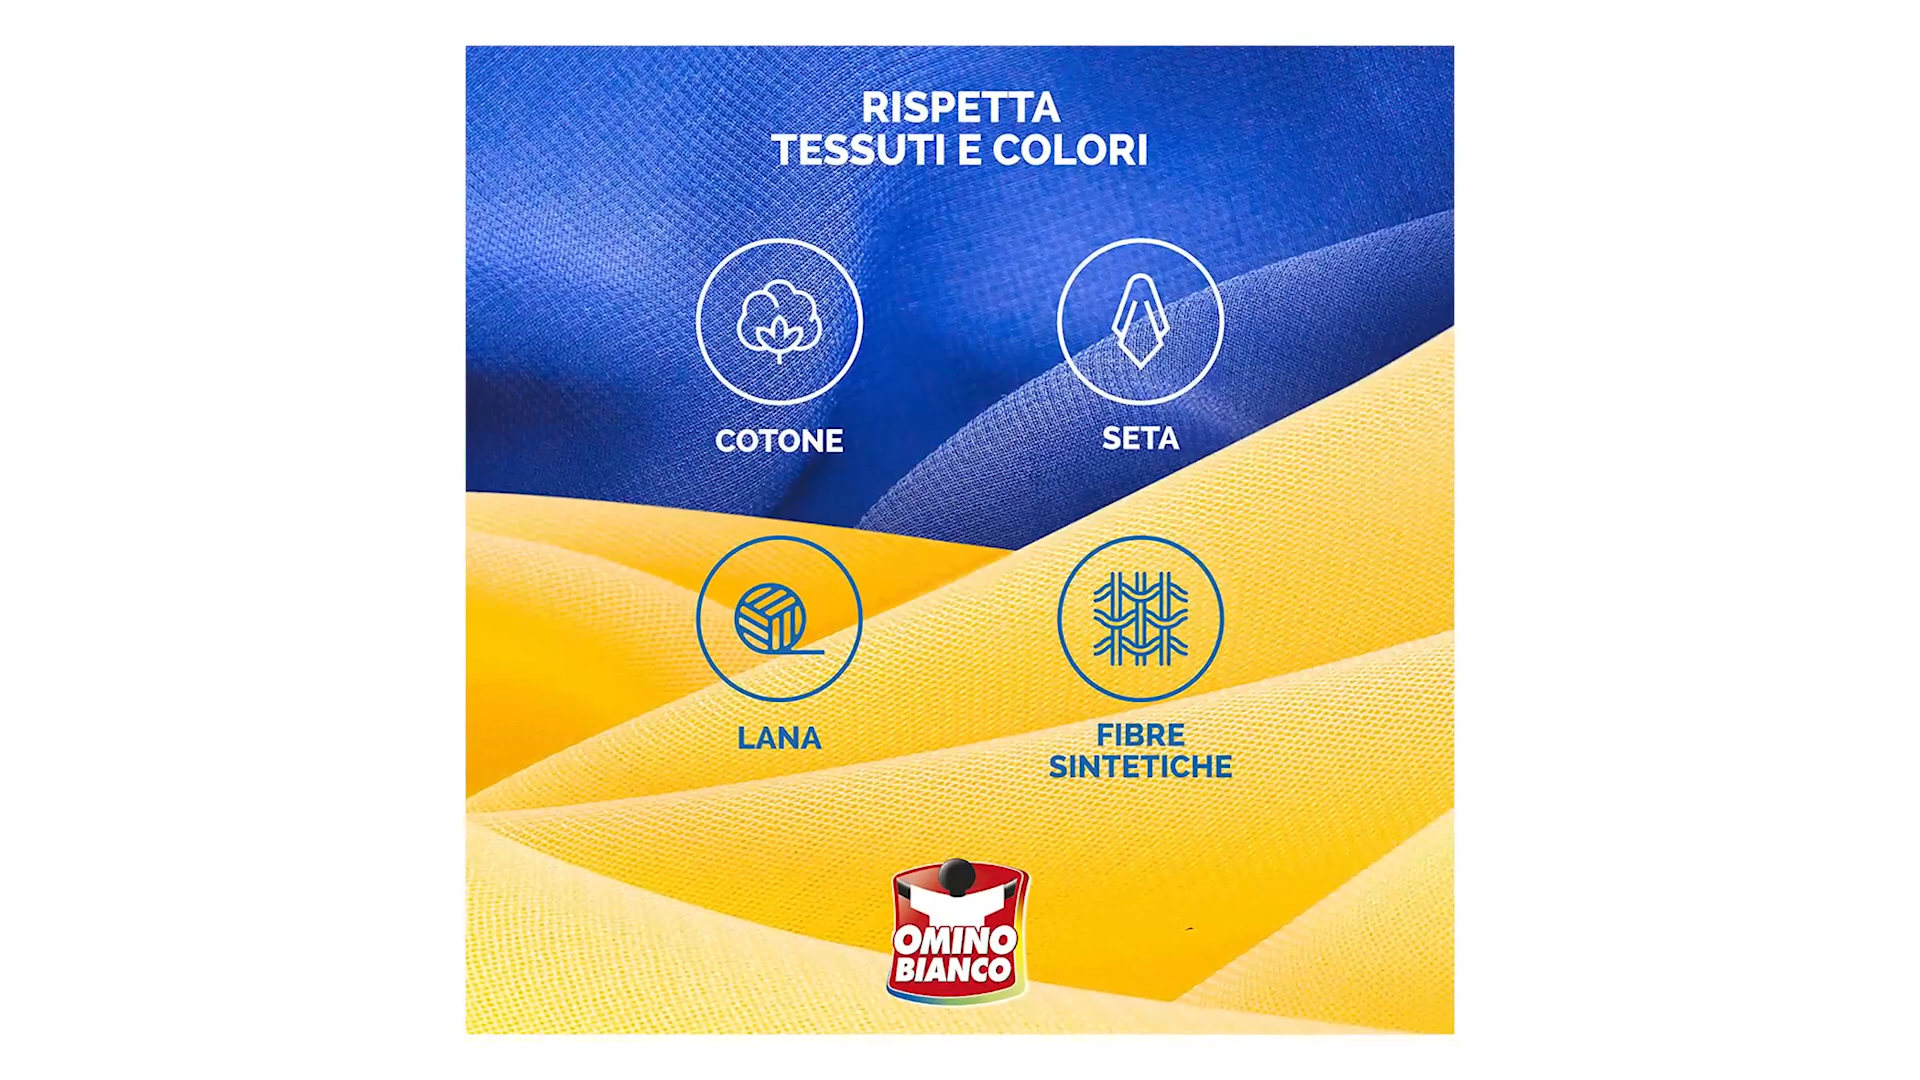 RISPETTA
TESSUTI E COLORI
COTONE
SETA
LANA
FIBRE
SINTETICHE
OMINO
BIANCO